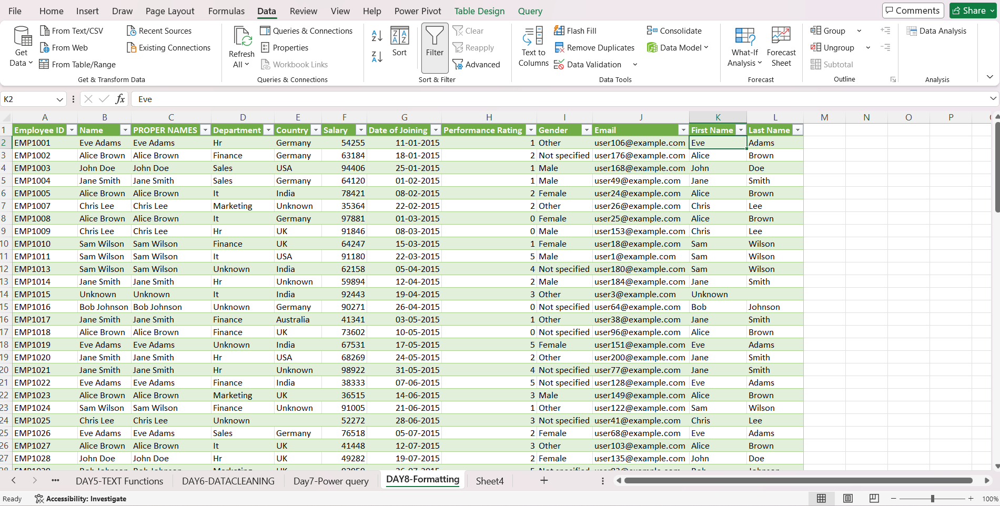 File Home Insert Draw Page Layout Formulas Data Review View Help Power Pivot Table Design Query Comments Share
Get Data
From Text/CSV
From Web
From Table/Range
Recent Sources
Existing Connections
Get & Transform Data
Refresh All
Queries & Connections
Properties
Workbook Links
Queries & Connections
Sort
Filter
Clear
Reapply
Advanced
Sort & Filter
Text to Columns
Flash Fill
Remove Duplicates
Data Validation
Consolidate
Data Model
Data Tools
What-If Analysis
Forecast Sheet
Forecast
Group
Ungroup
Subtotal
Outline
Data Analysis
Analysis
K2 fx Eve
A B C D E F G H I J K L M N O P
1 Employee ID Name PROPER NAMES Department Country Salary Date of Joining Performance Rating Gender Email First Name Last Name
2 EMP1001 Eve Adams Eve Adams Hr Germany 54255 11-01-2015 1 Other user106@example.com Eve Adams
3 EMP1002 Alice Brown Alice Brown Finance Germany 63184 18-01-2015 2 Not specified user176@example.com Alice Brown
4 EMP1003 John Doe John Doe Sales USA 94406 25-01-2015 1 Male user168@example.com John Doe
5 EMP1004 Jane Smith Jane Smith Sales Germany 64120 01-02-2015 1 Male user49@example.com Jane Smith
6 EMP1005 Alice Brown Alice Brown It India 78421 08-02-2015 2 Female user24@example.com Alice Brown
7 EMP1007 Chris Lee Chris Lee Marketing Unknown 35364 22-02-2015 2 Other user26@example.com Chris Lee
8 EMP1008 Alice Brown Alice Brown It Germany 97881 01-03-2015 0 Female user25@example.com Alice Brown
9 EMP1009 Chris Lee Chris Lee Hr UK 91846 08-03-2015 0 Male user153@example.com Chris Lee
10 EMP1010 Sam Wilson Sam Wilson Finance UK 64247 15-03-2015 1 Female user18@example.com Sam Wilson
11 EMP1011 Sam Wilson Sam Wilson It USA 91180 22-03-2015 5 Male user1@example.com Sam Wilson
12 EMP1013 Sam Wilson Sam Wilson Unknown India 62158 05-04-2015 4 Not specified user180@example.com Sam Wilson
13 EMP1014 Jane Smith Jane Smith Hr Unknown 59894 12-04-2015 2 Male user184@example.com Jane Smith
14 EMP1015 Unknown Unknown It India 92443 19-04-2015 3 Other user3@example.com Unknown
15 EMP1016 Bob Johnson Bob Johnson Unknown Germany 90271 26-04-2015 0 Not specified user64@example.com Bob Johnson
16 EMP1017 Jane Smith Jane Smith Finance Australia 41341 03-05-2015 1 Other user38@example.com Jane Smith
17 EMP1018 Alice Brown Alice Brown Finance UK 73602 10-05-2015 0 Not specified user96@example.com Alice Brown
18 EMP1019 Eve Adams Eve Adams Unknown India 67531 17-05-2015 5 Female user151@example.com Eve Adams
19 EMP1020 Jane Smith Jane Smith Hr USA 68269 24-05-2015 2 Other user200@example.com Jane Smith
20 EMP1021 Jane Smith Jane Smith Hr Unknown 98922 31-05-2015 4 Not specified user77@example.com Jane Smith
21 EMP1022 Eve Adams Eve Adams Finance India 38333 07-06-2015 5 Not specified user128@example.com Eve Adams
22 EMP1023 Alice Brown Alice Brown Marketing UK 36515 14-06-2015 3 Male user149@example.com Alice Brown
23 EMP1024 Sam Wilson Sam Wilson Finance Unknown 91005 21-06-2015 1 Other user122@example.com Sam Wilson
24 EMP1025 Chris Lee Chris Lee Unknown 52272 28-06-2015 3 Not specified user41@example.com Chris Lee
25 EMP1026 Eve Adams Eve Adams Sales Germany 76518 05-07-2015 2 Female user68@example.com Eve Adams
26 EMP1027 Alice Brown Alice Brown It UK 41448 12-07-2015 3 Other user103@example.com Alice Brown
27 EMP1028 John Doe John Doe Hr UK 49282 19-07-2015 2 Female user135@example.com John Doe
DAY5-TEXT Functions DAY6-DATACLEANING Day7-Power query DAY8-Formatting Sheet4
Ready Accessibility: Investigate 100%